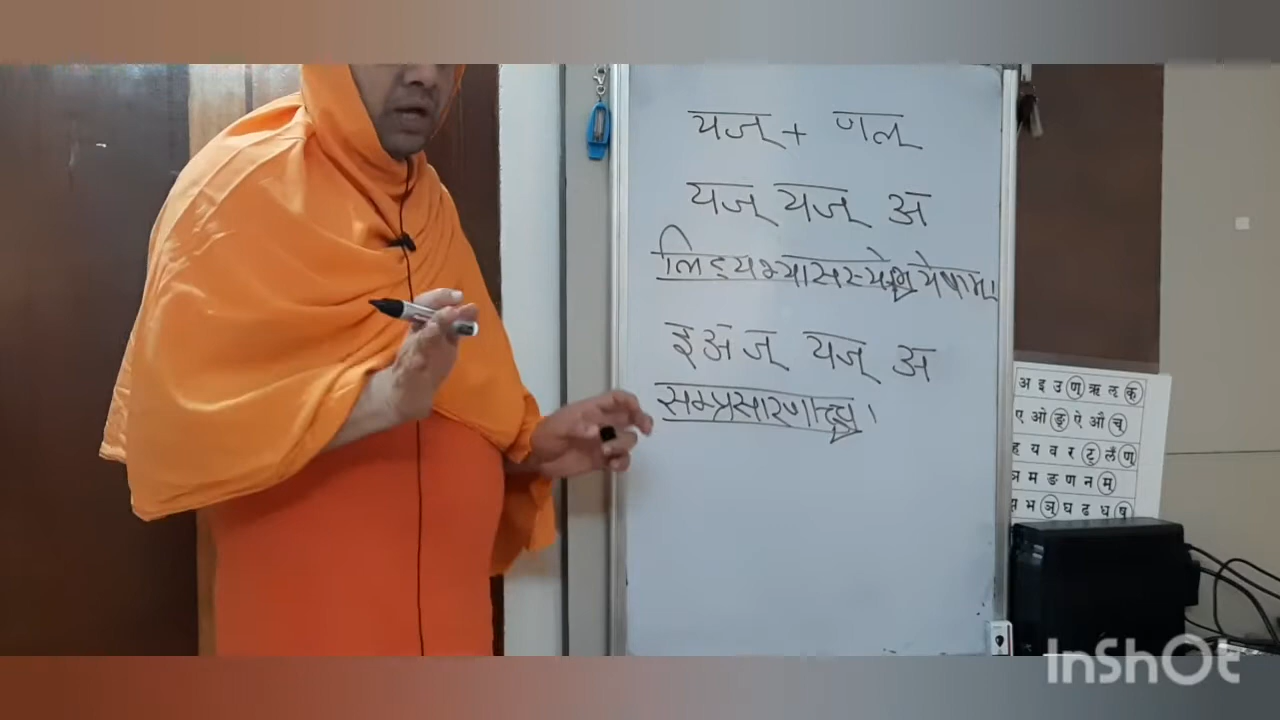 यज् + णल्
यज् यज् अ
लिट्यभ्यासस्योभयेषाम्।
इ अ ज् यज् अ
सम्प्रसारणाच्च।
अ इ उ ण् ऋ ऌ क्
ए ओ ङ् ऐ औ च्
ह य व र ट् लँ ण्
ञ म ङ ण न म्
झ भ ञ् घ ढ ध ष्
InShOt